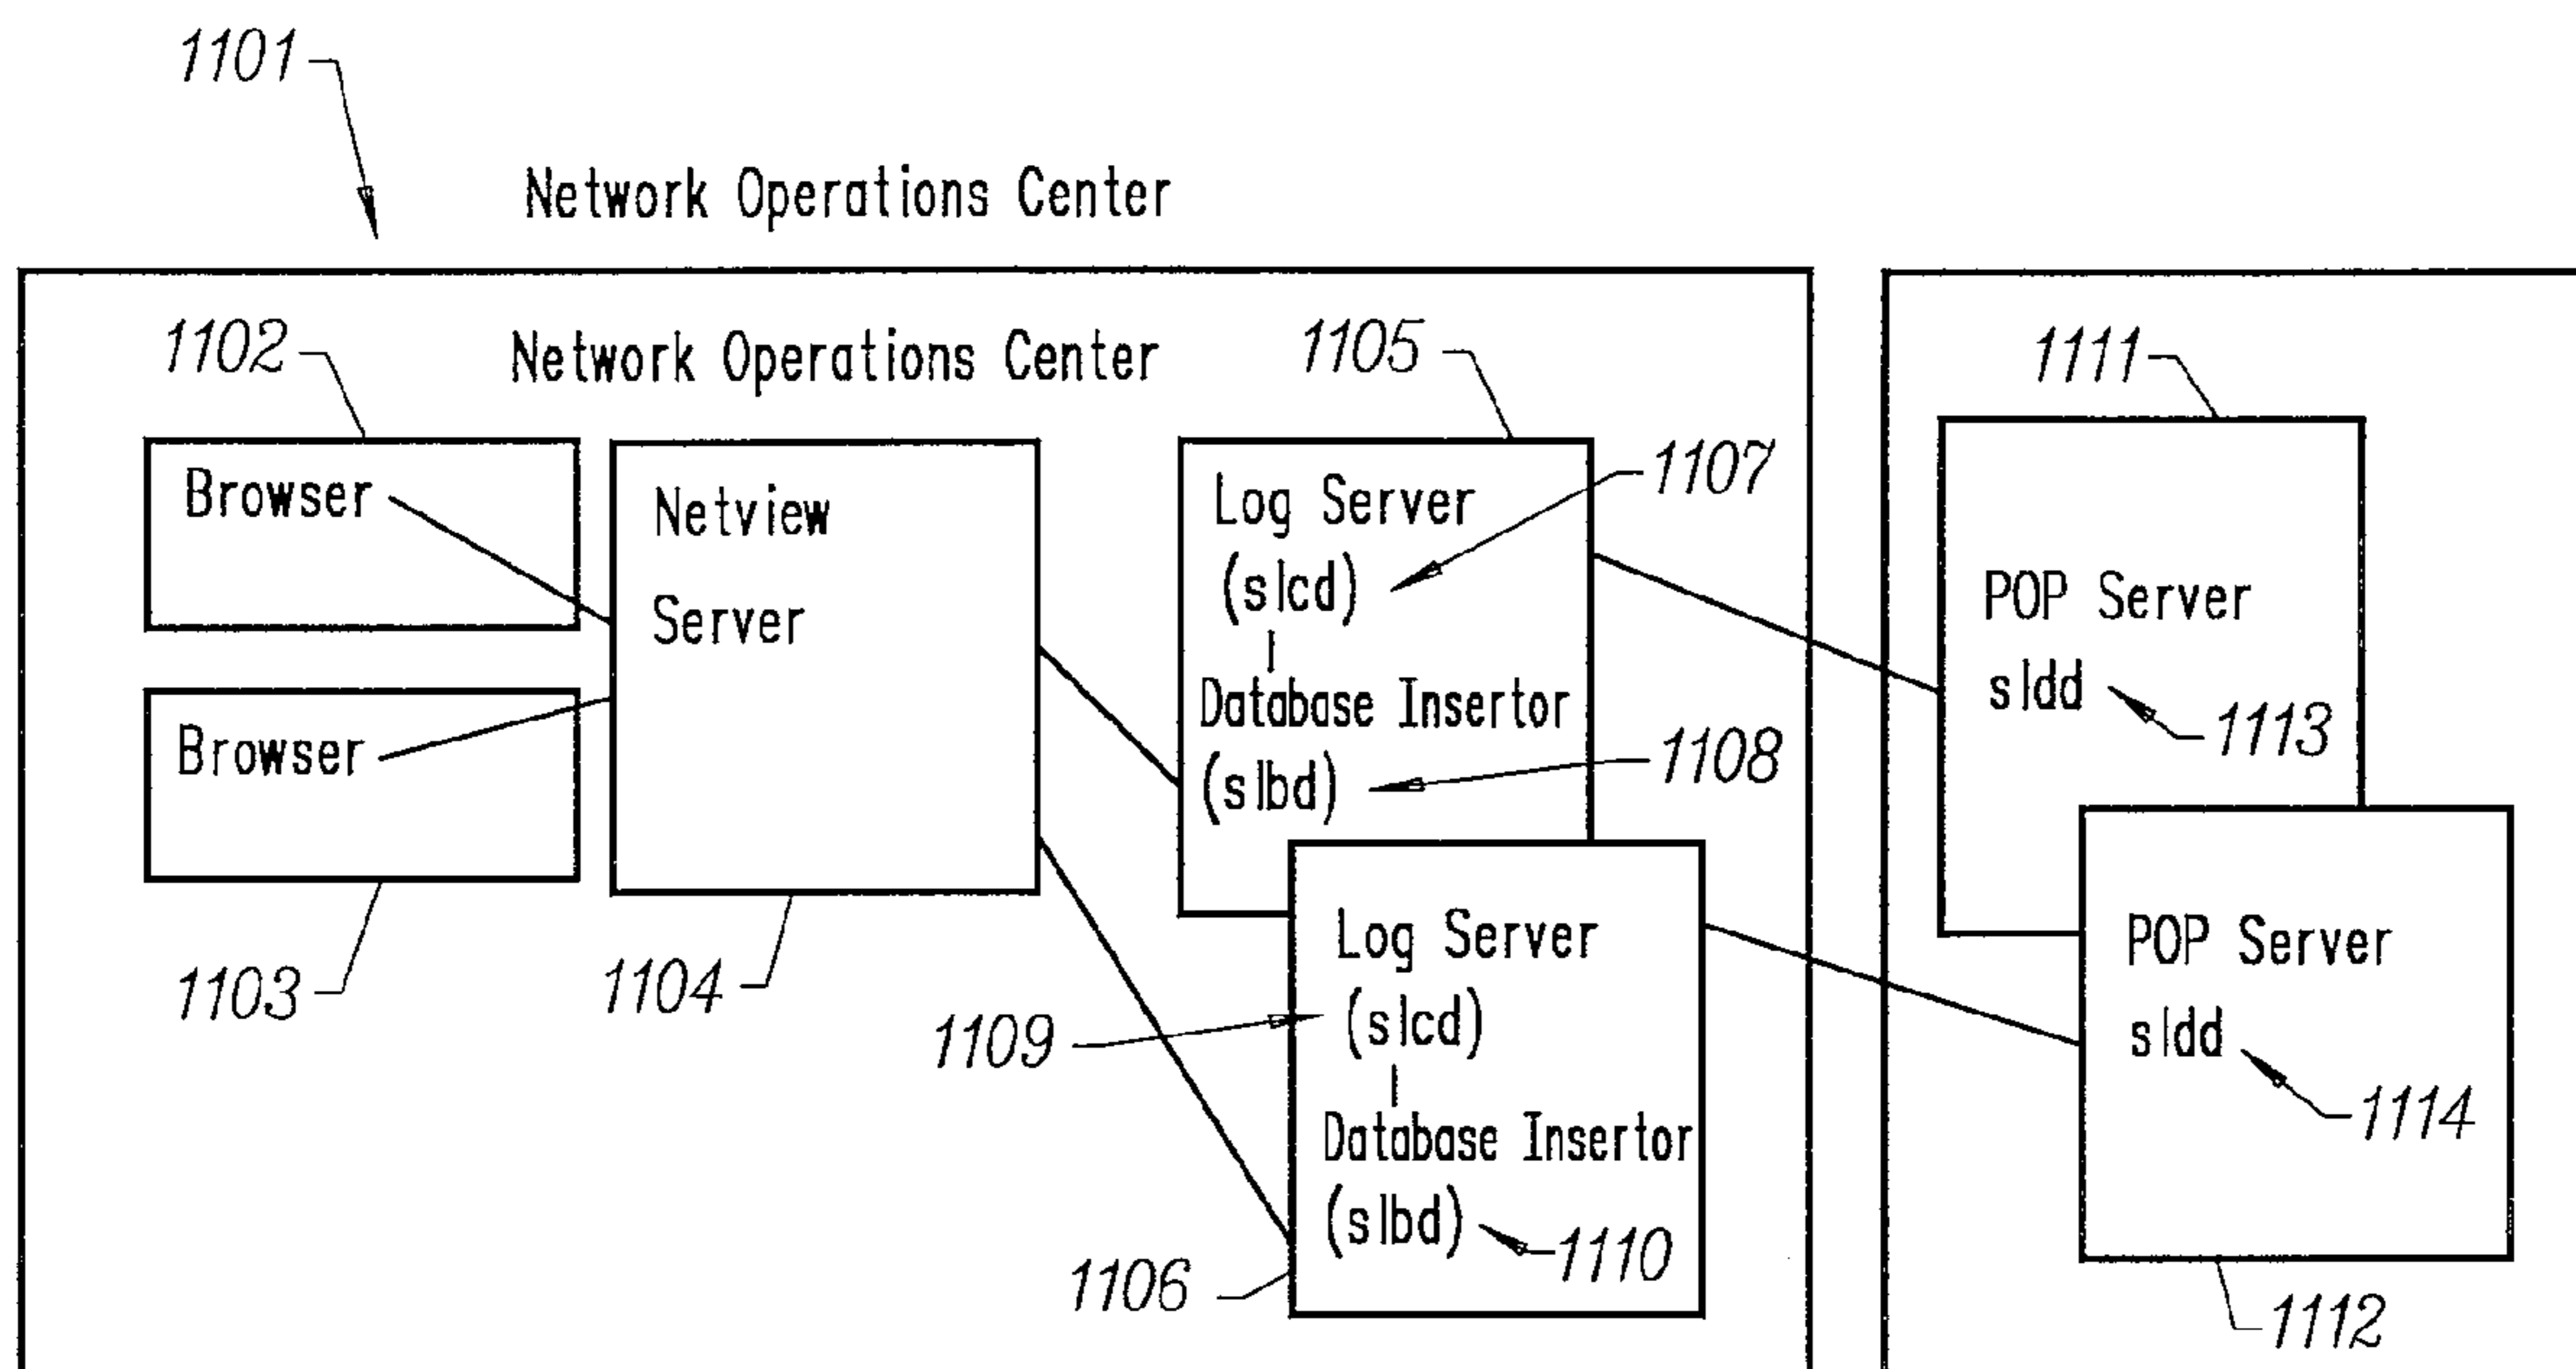 1101
Network Operations Center
Network Operations Center
1102
1105
1111
Browser
Netview
Server
Log Server
(slcd)
1107
Database Insertor
(slbd)
1108
POP Server
sldd
1113
Browser
1103
1104
Log Server
1109
(slcd)
Database Insertor
(slbd)
1110
1106
POP Server
sldd
1114
1112